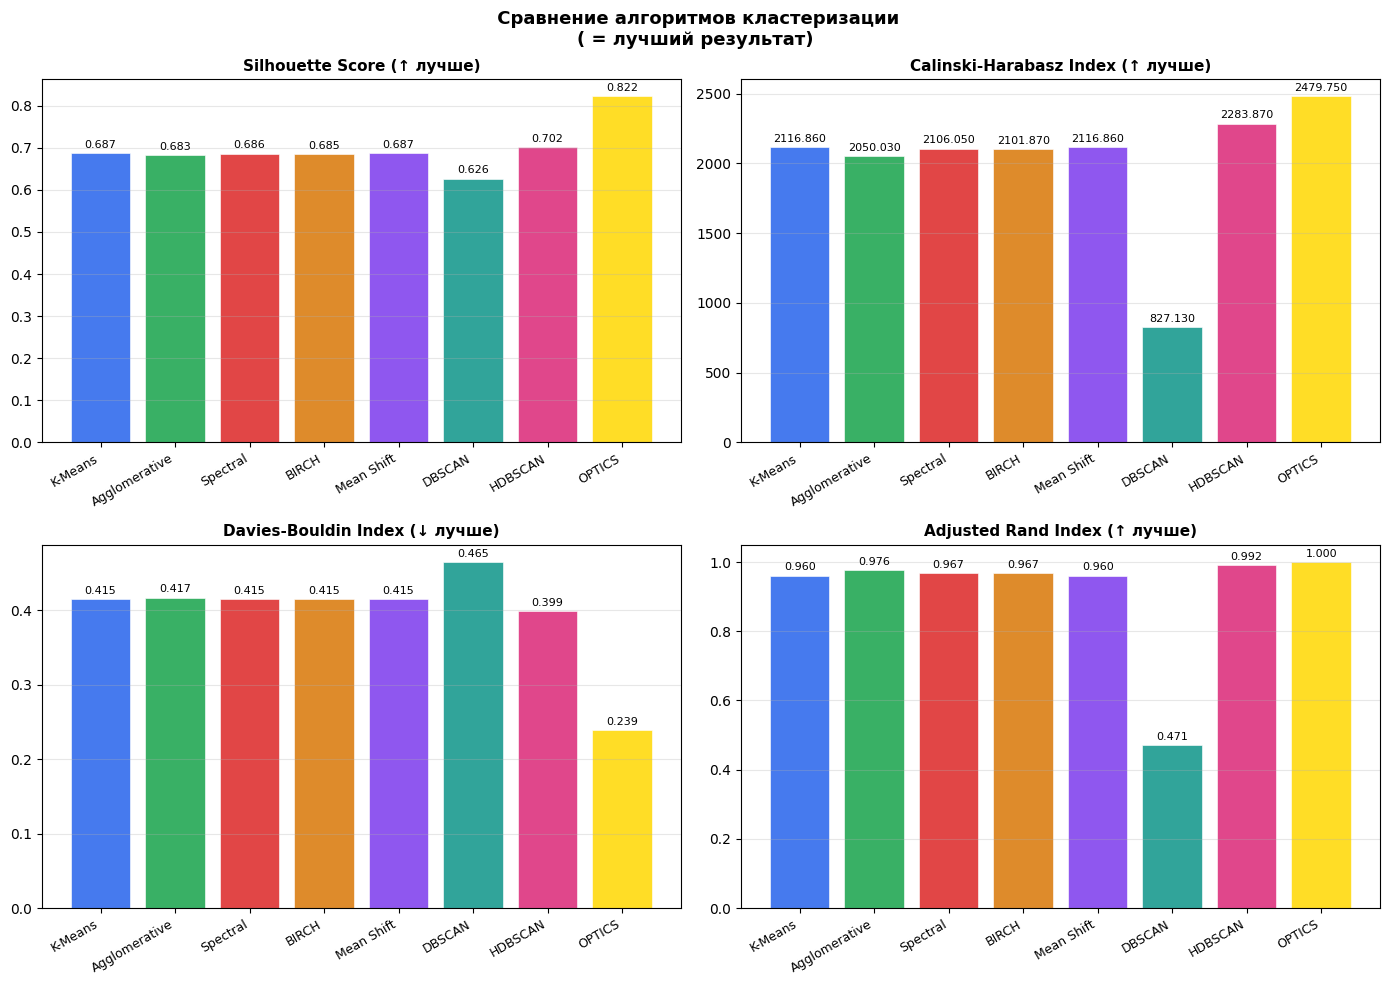 Сравнение алгоритмов кластеризации
( = лучший результат)
Silhouette Score (↑ лучше)
0.8
0.7
0.6
0.5
0.4
0.3
0.2
0.1
0.0
0.687
0.683
0.686
0.685
0.687
0.626
0.702
0.822
K-Means
Agglomerative
Spectral
BIRCH
Mean Shift
DBSCAN
HDBSCAN
OPTICS
Calinski-Harabasz Index (↑ лучше)
2500
2000
1500
1000
500
0
2116.860
2050.030
2106.050
2101.870
2116.860
827.130
2283.870
2479.750
K-Means
Agglomerative
Spectral
BIRCH
Mean Shift
DBSCAN
HDBSCAN
OPTICS
Davies-Bouldin Index (↓ лучше)
0.4
0.3
0.2
0.1
0.0
0.415
0.417
0.415
0.415
0.415
0.465
0.399
0.239
K-Means
Agglomerative
Spectral
BIRCH
Mean Shift
DBSCAN
HDBSCAN
OPTICS
Adjusted Rand Index (↑ лучше)
1.0
0.8
0.6
0.4
0.2
0.0
0.960
0.976
0.967
0.967
0.960
0.471
0.992
1.000
K-Means
Agglomerative
Spectral
BIRCH
Mean Shift
DBSCAN
HDBSCAN
OPTICS